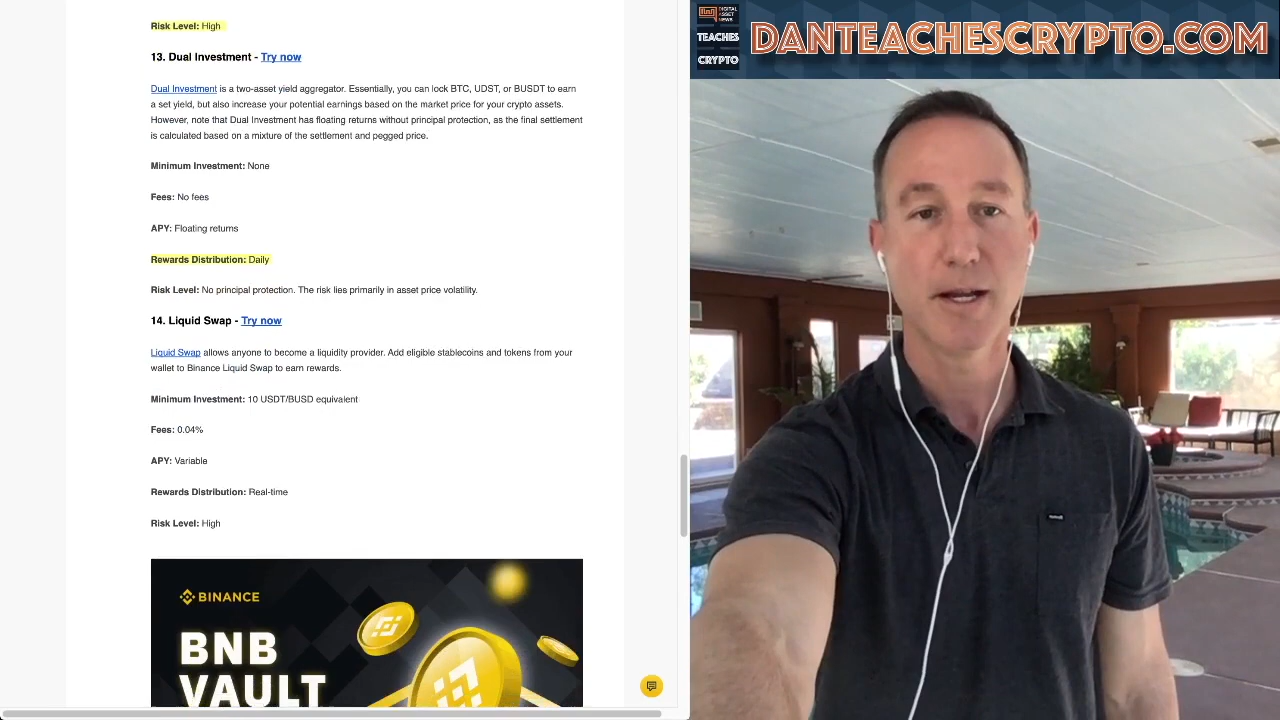 Risk Level: High
13. Dual Investment - Try now
Dual Investment is a two-asset yield aggregator. Essentially, you can lock BTC, UDST, or BUSDT to earn
a set yield, but also increase your potential earnings based on the market price for your crypto assets.
However, note that Dual Investment has floating returns without principal protection, as the final settlement
is calculated based on a mixture of the settlement and pegged price.
Minimum Investment: None
Fees: No fees
APY: Floating returns
Rewards Distribution: Daily
Risk Level: No principal protection. The risk lies primarily in asset price volatility.
14. Liquid Swap - Try now
Liquid Swap allows anyone to become a liquidity provider. Add eligible stablecoins and tokens from your
wallet to Binance Liquid Swap to earn rewards.
Minimum Investment: 10 USDT/BUSD equivalent
Fees: 0.04%
APY: Variable
Rewards Distribution: Real-time
Risk Level: High
BINANCE
BNB
VAULT
DIGITAL
ASSET
NEWS
TEACHES
CRYPTO
DANTEACHESCRYPTO.COM